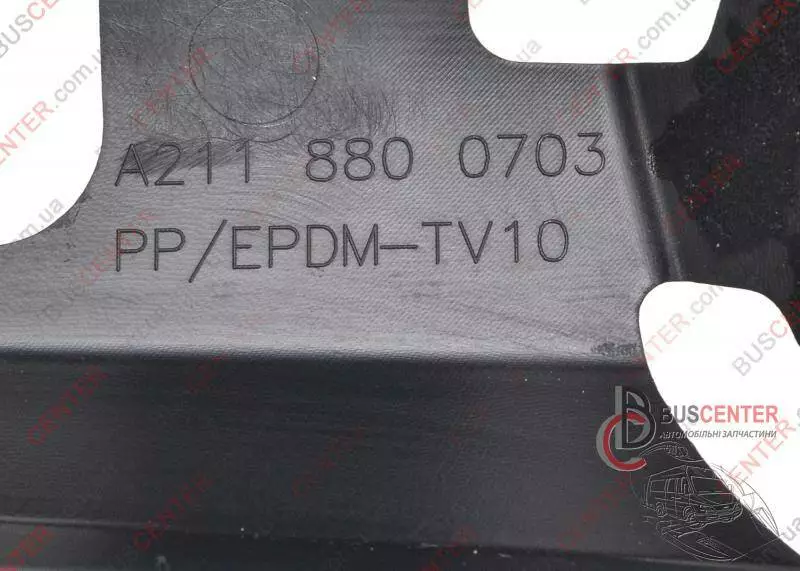 A211 880 0703
PP/EPDM-TV10
BUSCENTER
АВТОМОБІЛЬНІ ЗАПЧАСТИНИ
BUSCENTER.com.ua